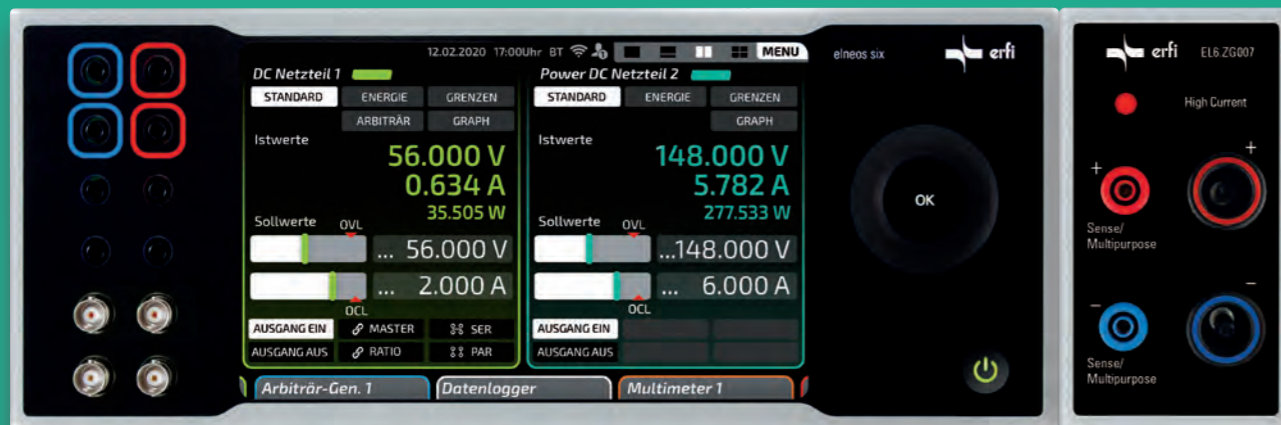 12.02.2020 17:00Uhr BT MENU
elneos six
erfi
erfi
EL6.ZG007
DC Netzteil 1
Power DC Netzteil 2
High Current
STANDARD ENERGIE GRENZEN
STANDARD ENERGIE GRENZEN
ARBITRÄR GRAPH
GRAPH
Istwerte
56.000 V
0.634 A
35.505 W
Istwerte
148.000 V
5.782 A
277.533 W
Sollwerte OVL
... 56.000 V
... 2.000 A
OCL
Sollwerte OVL
...148.000 V
... 6.000 A
OCL
AUSGANG EIN MASTER SER
AUSGANG AUS RATIO PAR
AUSGANG EIN
AUSGANG AUS
Arbiträr-Gen. 1
Datenlogger
Multimeter 1
OK
+
+
Sense/
Multipurpose
−
−
Sense/
Multipurpose